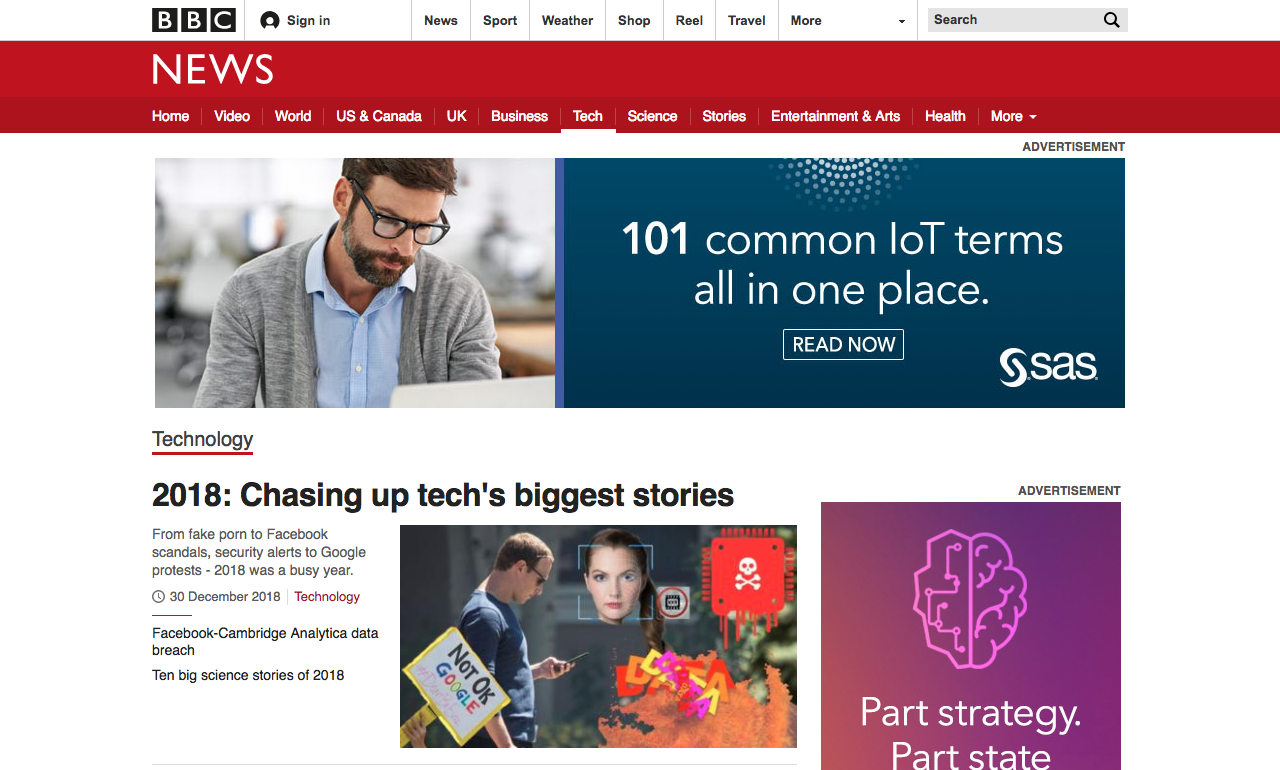 BBC
Sign in
News
Sport
Weather
Shop
Reel
Travel
More
Search
NEWS
Home
Video
World
US & Canada
UK
Business
Tech
Science
Stories
Entertainment & Arts
Health
More
ADVERTISEMENT
101 common IoT terms
all in one place.
READ NOW
sas
Technology
2018: Chasing up tech's biggest stories
From fake porn to Facebook
scandals, security alerts to Google
protests - 2018 was a busy year.
30 December 2018
Technology
Facebook-Cambridge Analytica data
breach
Ten big science stories of 2018
NOT OK
GOOGLE
DATA
ADVERTISEMENT
Part strategy.
Part state